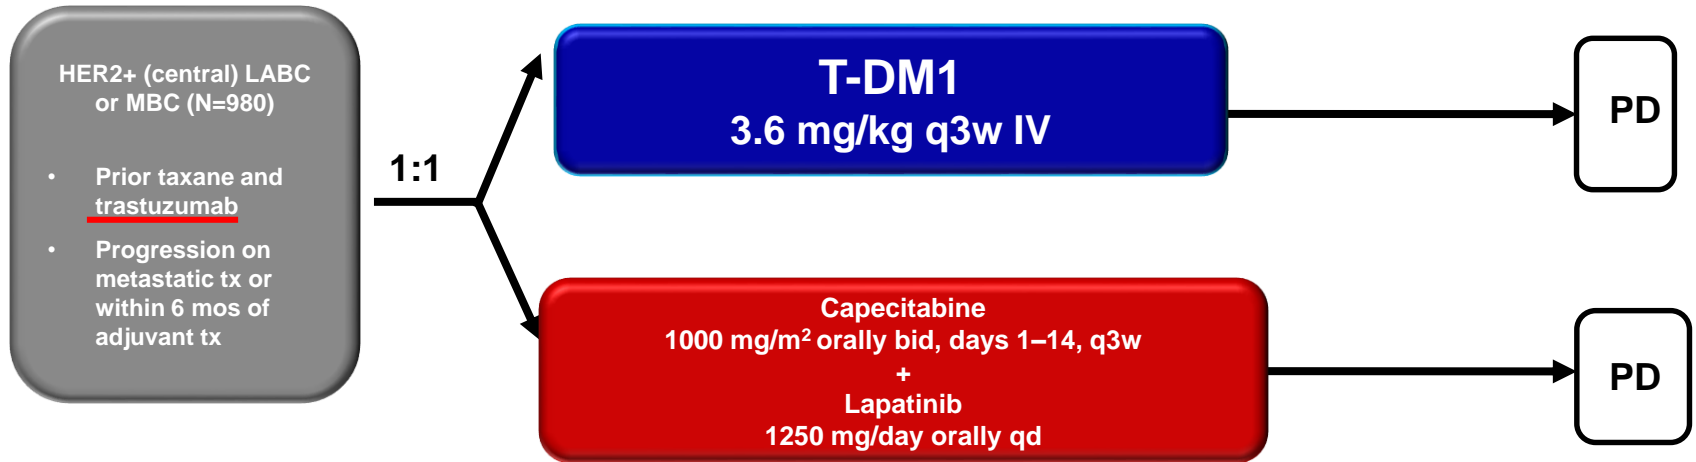 HER2+ (central) LABC
or MBC (N=980)
• Prior taxane and
trastuzumab
• Progression on
metastatic tx or
within 6 mos of
adjuvant tx
1:1
T-DM1
3.6 mg/kg q3w IV
PD
Capecitabine
1000 mg/m² orally bid, days 1–14, q3w
+
Lapatinib
1250 mg/day orally qd
PD